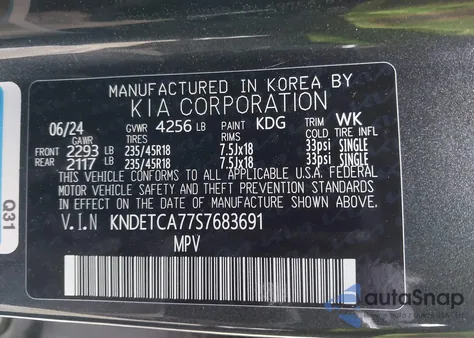 MANUFACTURED IN KOREA BY
KIA CORPORATION
06/24 GVWR 4256 LB PAINT KDG TRIM WK
GAWR TIRES COLD TIRE INFL
FRONT 2293 LB 235/45R18 7.5Jx18 33psi SINGLE
REAR 2117 LB 235/45R18 7.5Jx18 33psi SINGLE
THIS VEHICLE CONFORMS TO ALL APPLICABLE U.S.A. FEDERAL
MOTOR VEHICLE SAFETY AND THEFT PREVENTION STANDARDS
IN EFFECT ON THE DATE OF MANUFACTURE SHOWN ABOVE.
V.I.N KNDETCA77S7683691
MPV
Q31
autoSnap